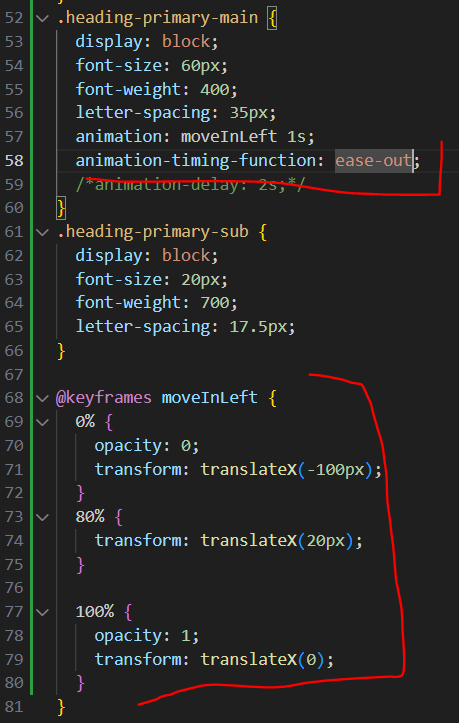 52 .heading-primary-main {
53 display: block;
54 font-size: 60px;
55 font-weight: 400;
56 letter-spacing: 35px;
57 animation: moveInLeft 1s;
58 animation-timing-function: ease-out;
59 /*animation-delay: 2s;*/
60 }
61 .heading-primary-sub {
62 display: block;
63 font-size: 20px;
64 font-weight: 700;
65 letter-spacing: 17.5px;
66 }
67
68 @keyframes moveInLeft {
69 0% {
70 opacity: 0;
71 transform: translateX(-100px);
72 }
73 80% {
74 transform: translateX(20px);
75 }
76
77 100% {
78 opacity: 1;
79 transform: translateX(0);
80 }
81 }